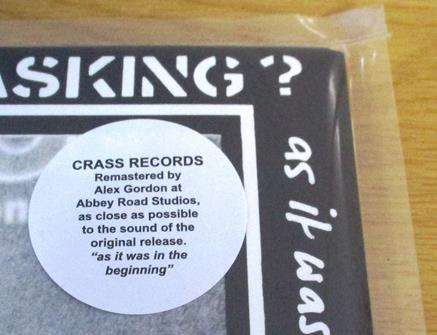 ASKING?
CRASS RECORDS
Remastered by
Alex Gordon at
Abbey Road Studios,
as close as possible
to the sound of the
original release.
"as it was in the
beginning"
as it was